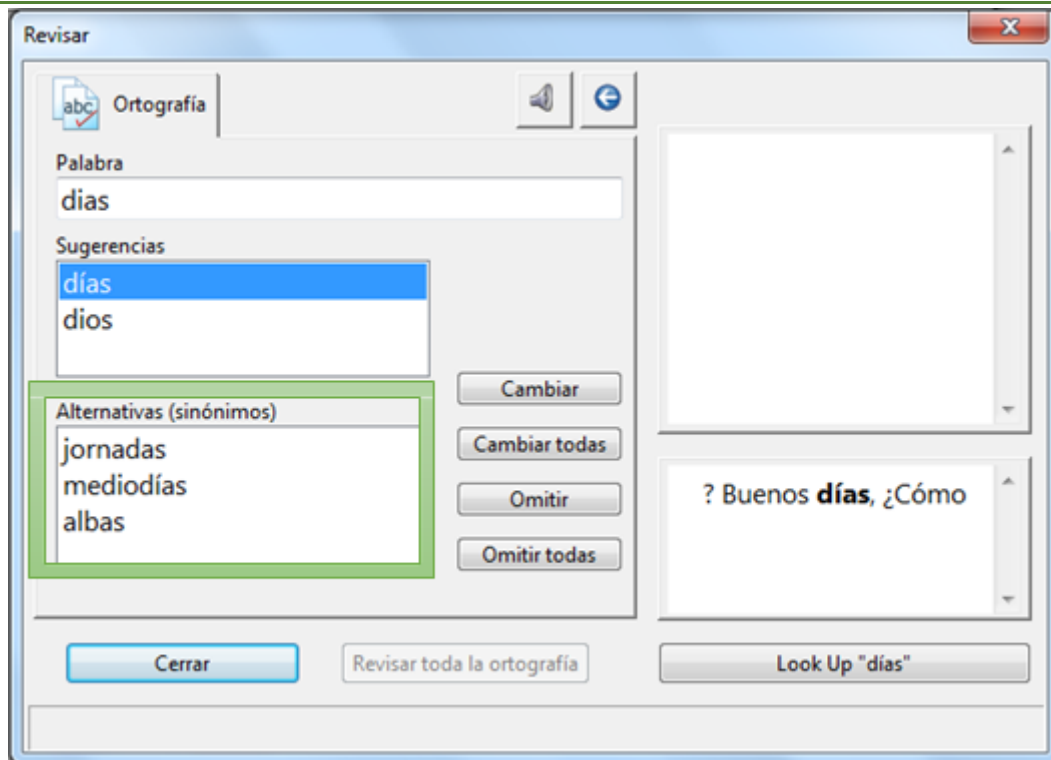 Revisar
abc Ortografía
Palabra
dias
Sugerencias
días
dios
Alternativas (sinónimos)
jornadas
mediodías
albas
Cambiar
Cambiar todas
Omitir
Omitir todas
? Buenos días, ¿Cómo
Cerrar
Revisar toda la ortografía
Look Up "días"